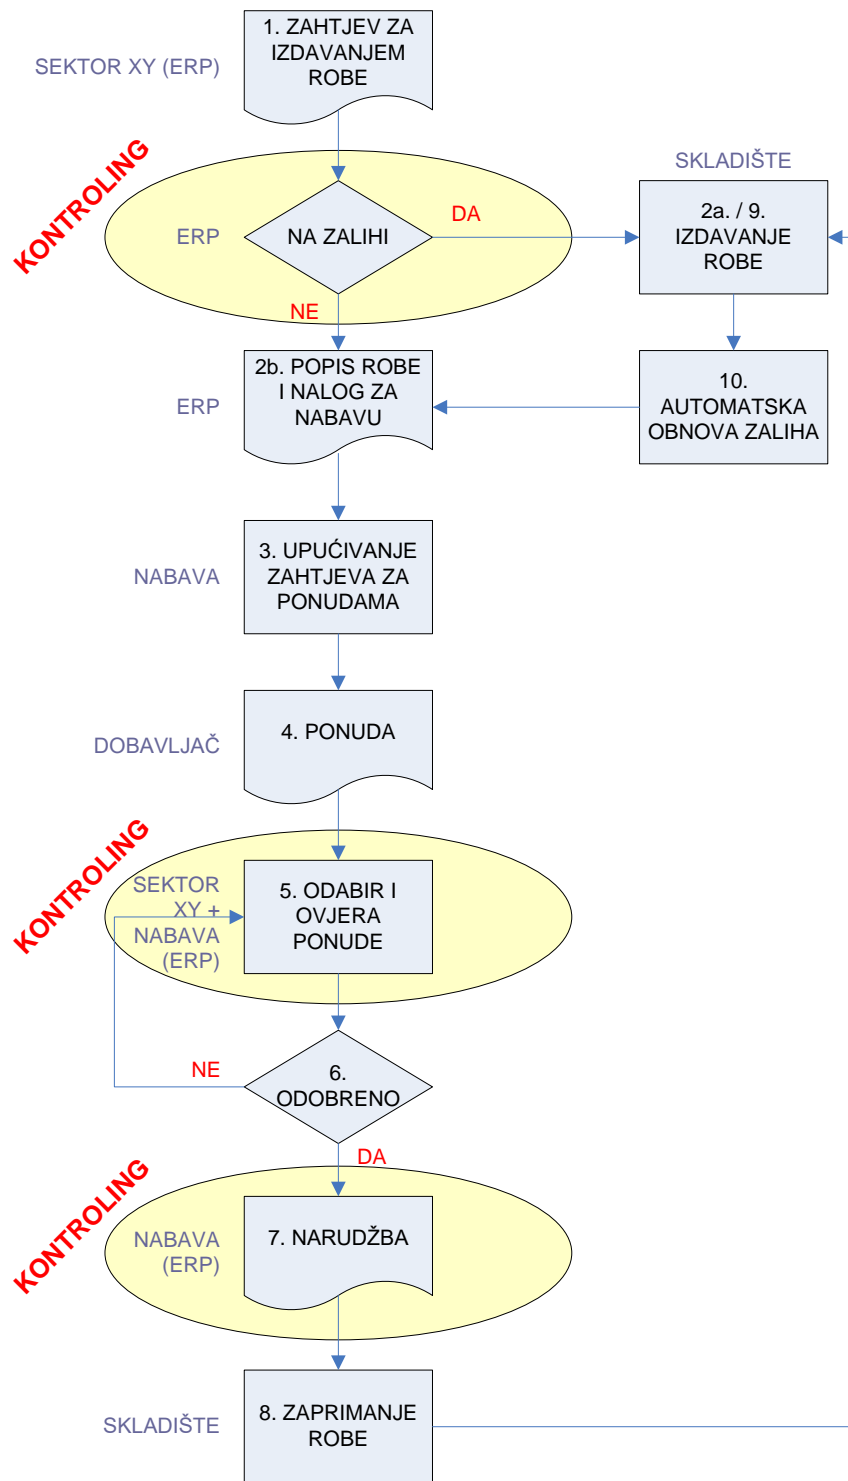 1. ZAHTJEV ZA
IZDAVANJEM
ROBE
SEKTOR XY (ERP)
KONTROLING
SKLADIŠTE
ERP
NA ZALIHI
DA
2a. / 9.
IZDAVANJE
ROBE
NE
ERP
2b. POPIS ROBE
I NALOG ZA
NABAVU
10.
AUTOMATSKA
OBNOVA ZALIHA
NABAVA
3. UPUĆIVANJE
ZAHTJEVA ZA
PONUDAMA
DOBAVLJAČ
4. PONUDA
KONTROLING
SEKTOR
XY +
NABAVA
(ERP)
5. ODABIR I
OVJERA
PONUDE
NE
6.
ODOBRENO
DA
KONTROLING
NABAVA
(ERP)
7. NARUDŽBA
SKLADIŠTE
8. ZAPRIMANJE
ROBE